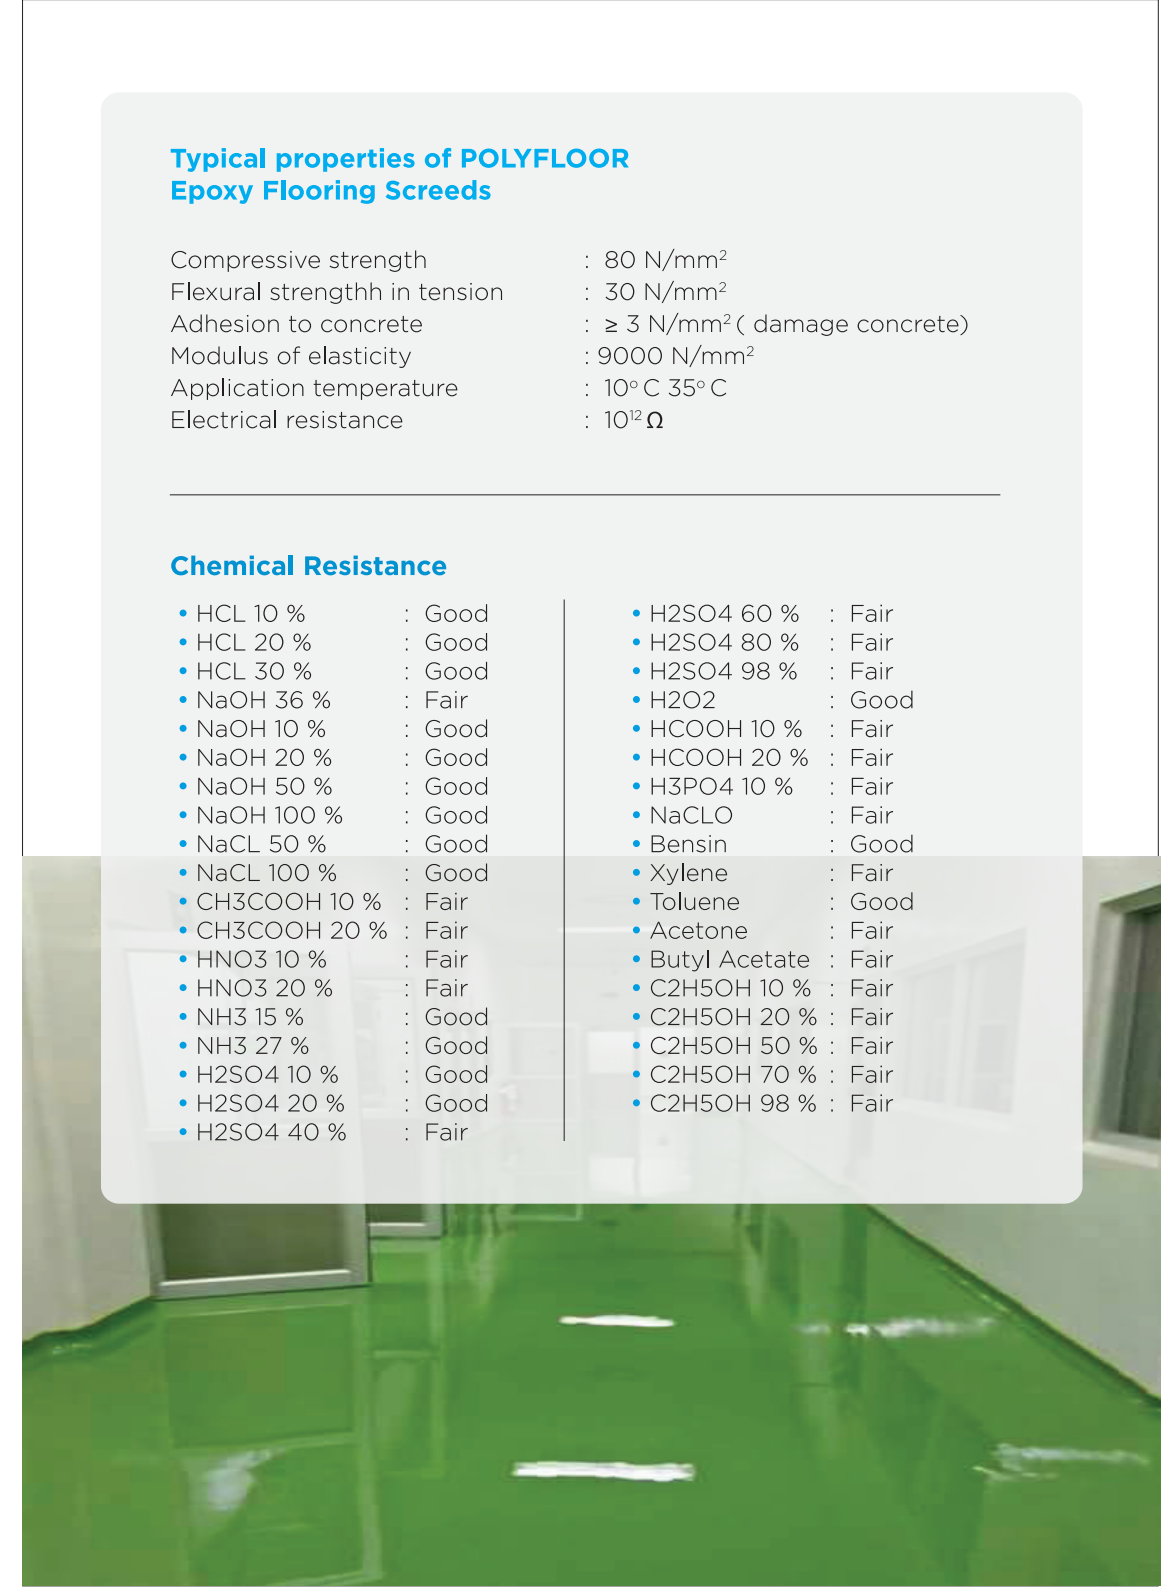 Typical properties of POLYFLOOR
Epoxy Flooring Screeds
Compressive strength : 80 N/mm²
Flexural strengthh in tension : 30 N/mm²
Adhesion to concrete : ≥ 3 N/mm² ( damage concrete)
Modulus of elasticity : 9000 N/mm²
Application temperature : 10° C 35° C
Electrical resistance : 10¹² Ω
Chemical Resistance
• HCL 10 % : Good
• HCL 20 % : Good
• HCL 30 % : Good
• NaOH 36 % : Fair
• NaOH 10 % : Good
• NaOH 20 % : Good
• NaOH 50 % : Good
• NaOH 100 % : Good
• NaCL 50 % : Good
• NaCL 100 % : Good
• CH3COOH 10 % : Fair
• CH3COOH 20 % : Fair
• HNO3 10 % : Fair
• HNO3 20 % : Fair
• NH3 15 % : Good
• NH3 27 % : Good
• H2SO4 10 % : Good
• H2SO4 20 % : Good
• H2SO4 40 % : Fair
• H2SO4 60 % : Fair
• H2SO4 80 % : Fair
• H2SO4 98 % : Fair
• H2O2 : Good
• HCOOH 10 % : Fair
• HCOOH 20 % : Fair
• H3PO4 10 % : Fair
• NaCLO : Fair
• Bensin : Good
• Xylene : Fair
• Toluene : Good
• Acetone : Fair
• Butyl Acetate : Fair
• C2H5OH 10 % : Fair
• C2H5OH 20 % : Fair
• C2H5OH 50 % : Fair
• C2H5OH 70 % : Fair
• C2H5OH 98 % : Fair